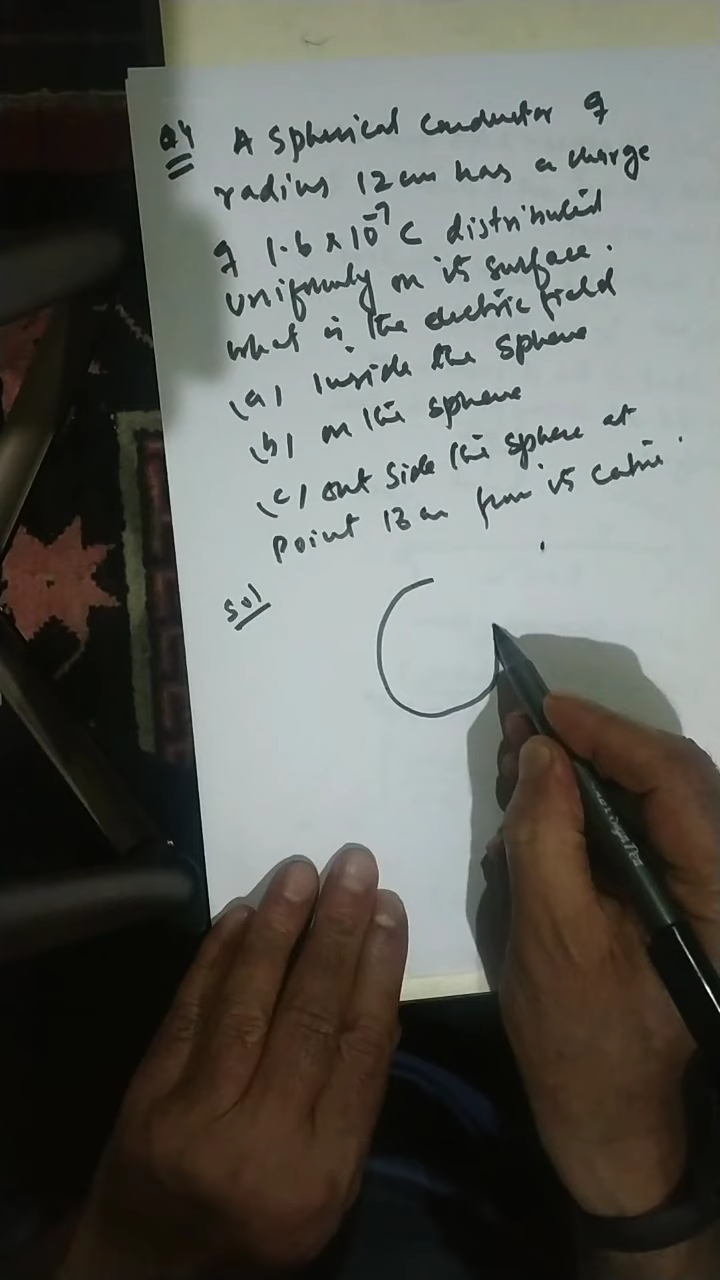 Q4 A spherical conductor of
radius 12 cm has a charge
of 1.6 x 10⁻⁷ C distributed
uniformly on its surface.
what is the electric field
(a) Inside the sphere
(b) on the sphere
(c) out side the sphere at
point 18 cm from its centre.
Sol